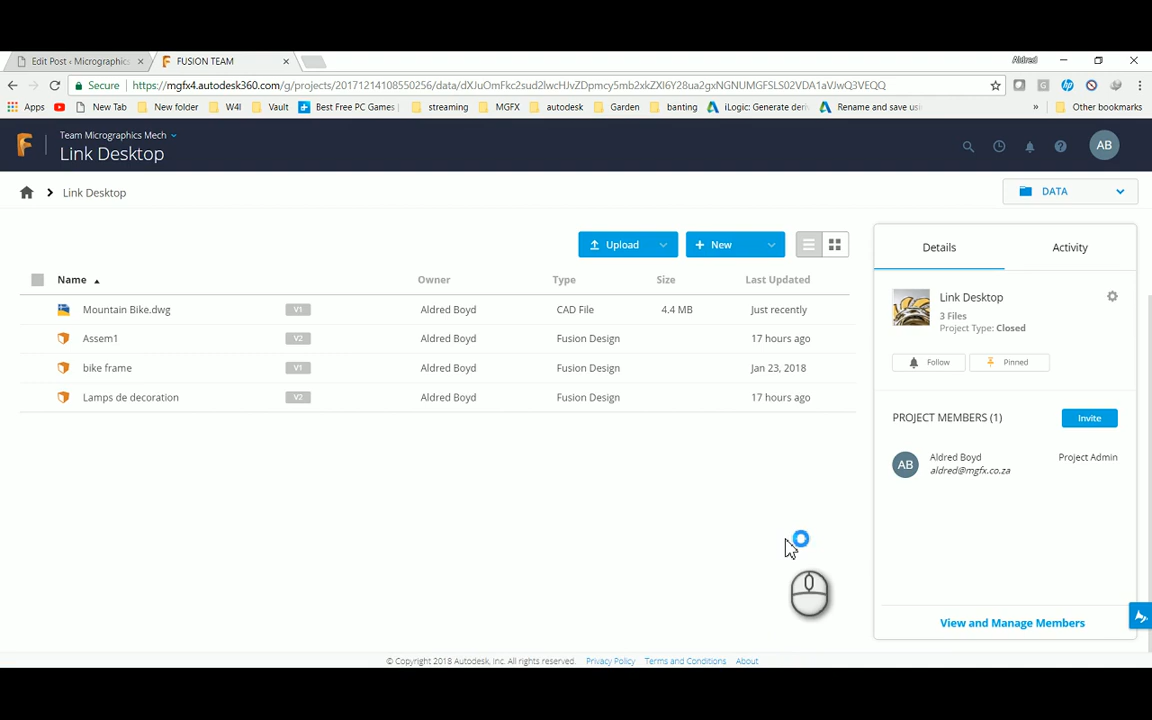 Edit Post ‹ Micrographics
FUSION TEAM
Aldred
Secure https://mgfx4.autodesk360.com/g/projects/20171214108550256/data/
Apps New Tab New folder W4I Vault Best Free PC Games streaming MGFX autodesk Garden banting iLogic: Generate deriv Rename and save usi » Other bookmarks
Team Micrographics Mech
Link Desktop
AB
Link Desktop
DATA
Upload New
Details Activity
Name Owner Type Size Last Updated
Mountain Bike.dwg V1 Aldred Boyd CAD File 4.4 MB Just recently
Assem1 V2 Aldred Boyd Fusion Design 17 hours ago
bike frame V1 Aldred Boyd Fusion Design Jan 23, 2018
Lamps de decoration V2 Aldred Boyd Fusion Design 17 hours ago
Link Desktop
3 Files
Project Type: Closed
Follow Pinned
PROJECT MEMBERS (1) Invite
AB Aldred Boyd Project Admin
aldred@mgfx.co.za
View and Manage Members
© Copyright 2018 Autodesk, Inc. All rights reserved. Privacy Policy Terms and Conditions About